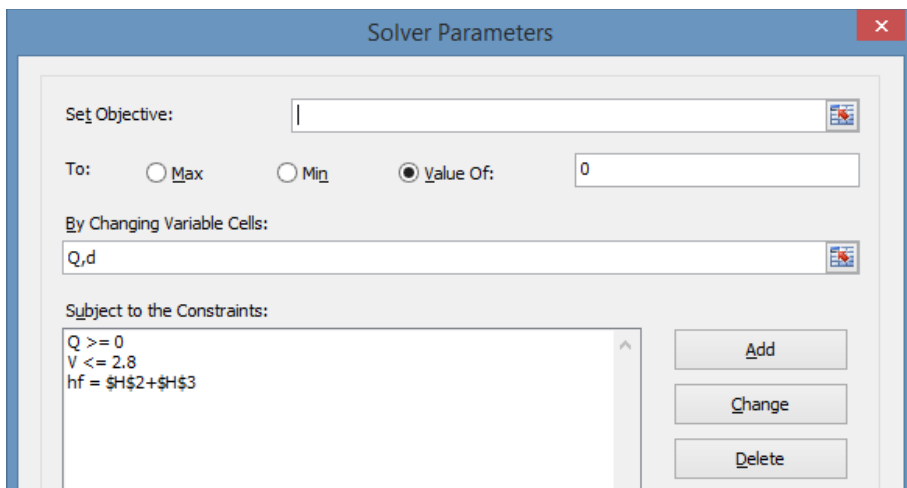 Solver Parameters
Set Objective:
To: Max Min Value Of: 0
By Changing Variable Cells:
Q,d
Subject to the Constraints:
Q >= 0
V <= 2.8
hf = $H$2+$H$3
Add
Change
Delete